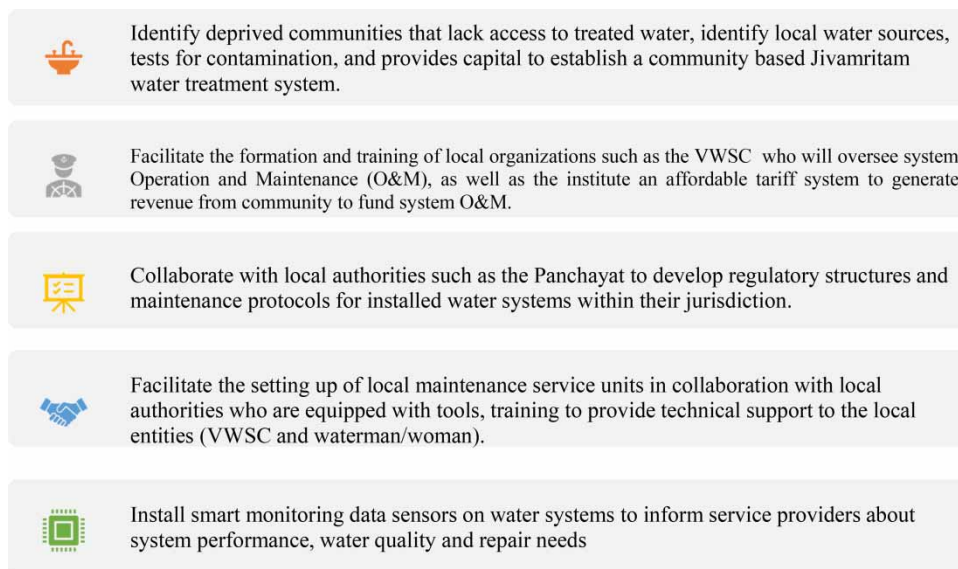 Identify deprived communities that lack access to treated water, identify local water sources,
tests for contamination, and provides capital to establish a community based Jivamritam
water treatment system.
Facilitate the formation and training of local organizations such as the VWSC who will oversee system
Operation and Maintenance (O&M), as well as the institute an affordable tariff system to generate
revenue from community to fund system O&M.
Collaborate with local authorities such as the Panchayat to develop regulatory structures and
maintenance protocols for installed water systems within their jurisdiction.
Facilitate the setting up of local maintenance service units in collaboration with local
authorities who are equipped with tools, training to provide technical support to the local
entities (VWSC and waterman/woman).
Install smart monitoring data sensors on water systems to inform service providers about
system performance, water quality and repair needs